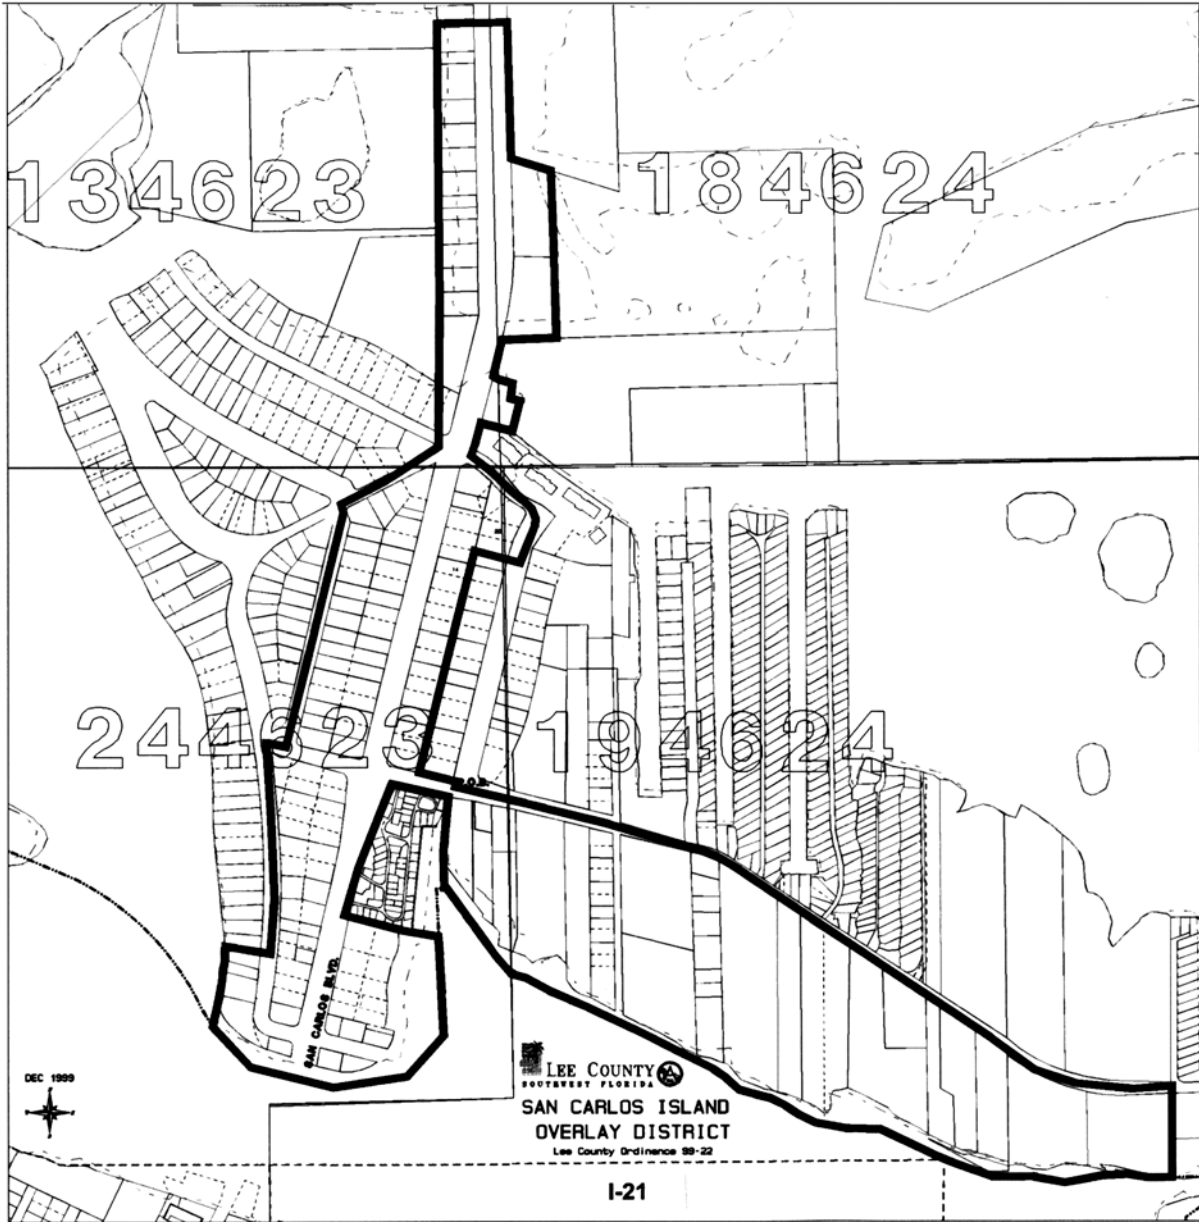 134623
184624
244623
194624
P.O.B.
SAN CARLOS BLVD.
DEC 1999
LEE COUNTY
SOUTHWEST FLORIDA
SAN CARLOS ISLAND
OVERLAY DISTRICT
Lee County Ordinance 99-22
I-21